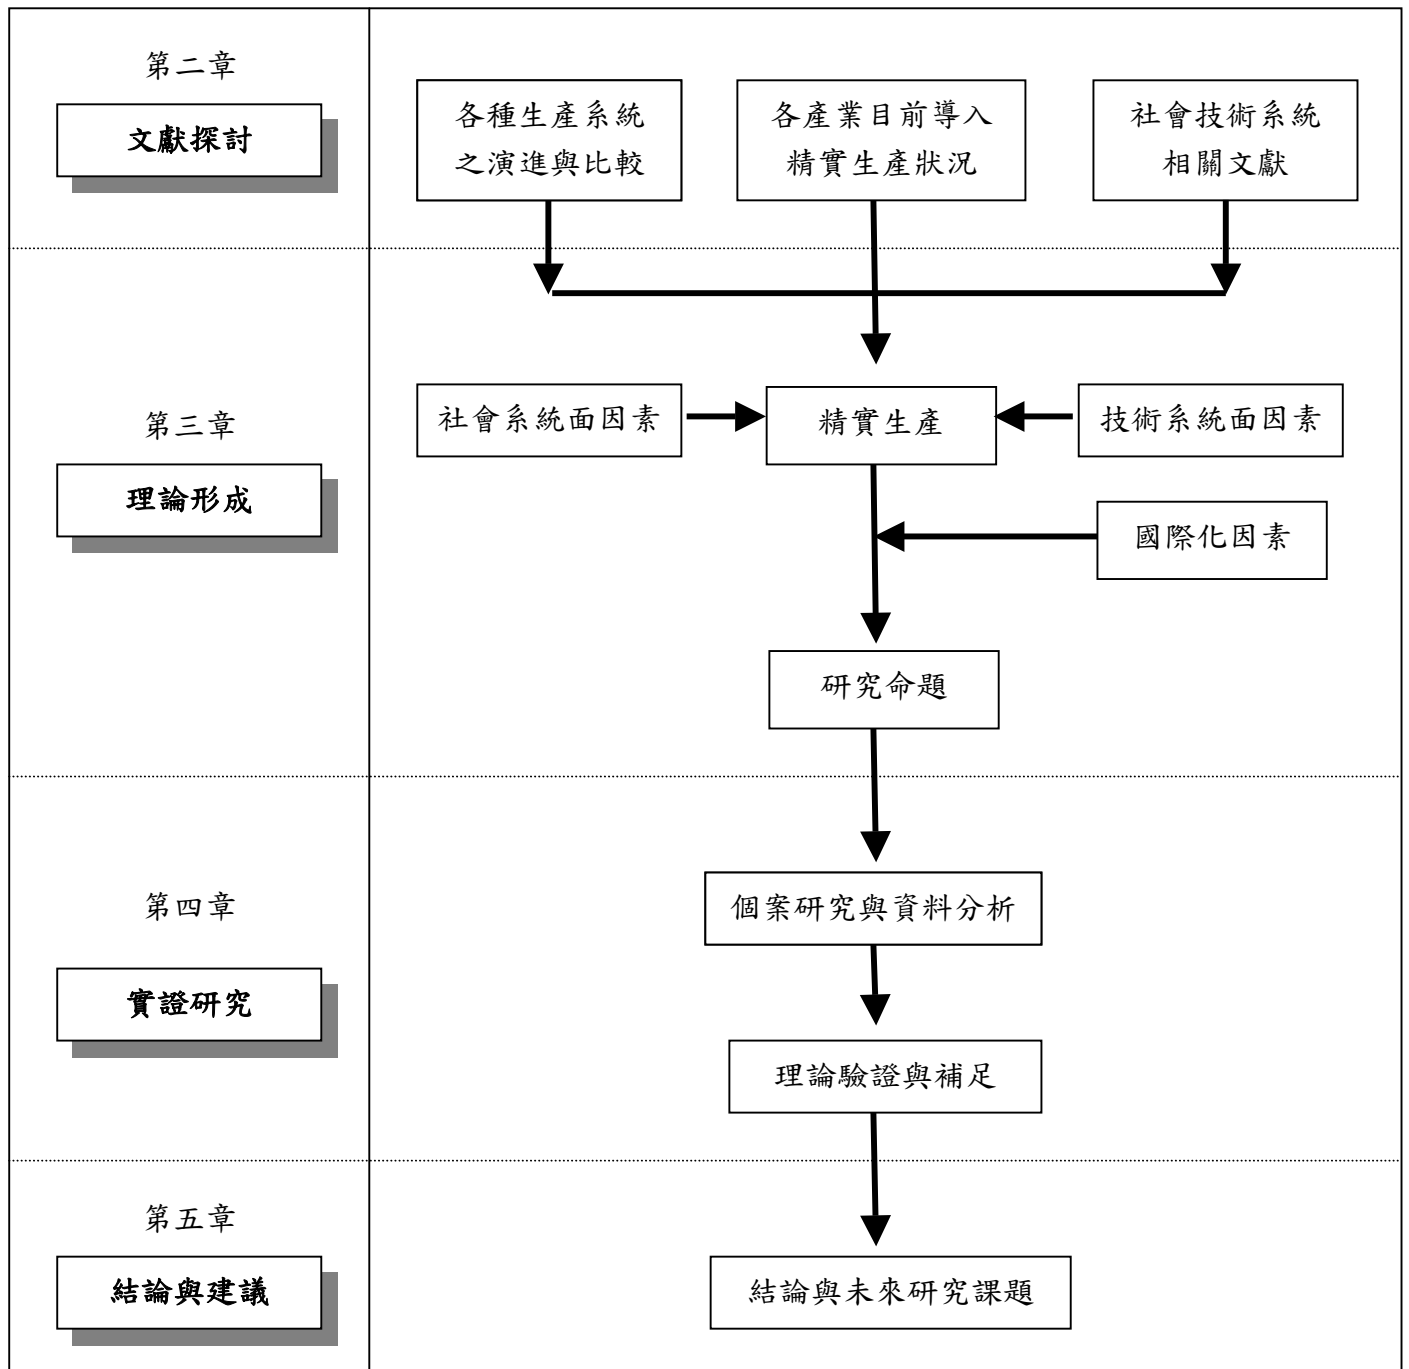 第二章
文獻探討
各種生產系統
之演進與比較
各產業目前導入
精實生產狀況
社會技術系統
相關文獻
第三章
理論形成
社會系統面因素
精實生產
技術系統面因素
國際化因素
研究命題
第四章
實證研究
個案研究與資料分析
理論驗證與補足
第五章
結論與建議
結論與未來研究課題